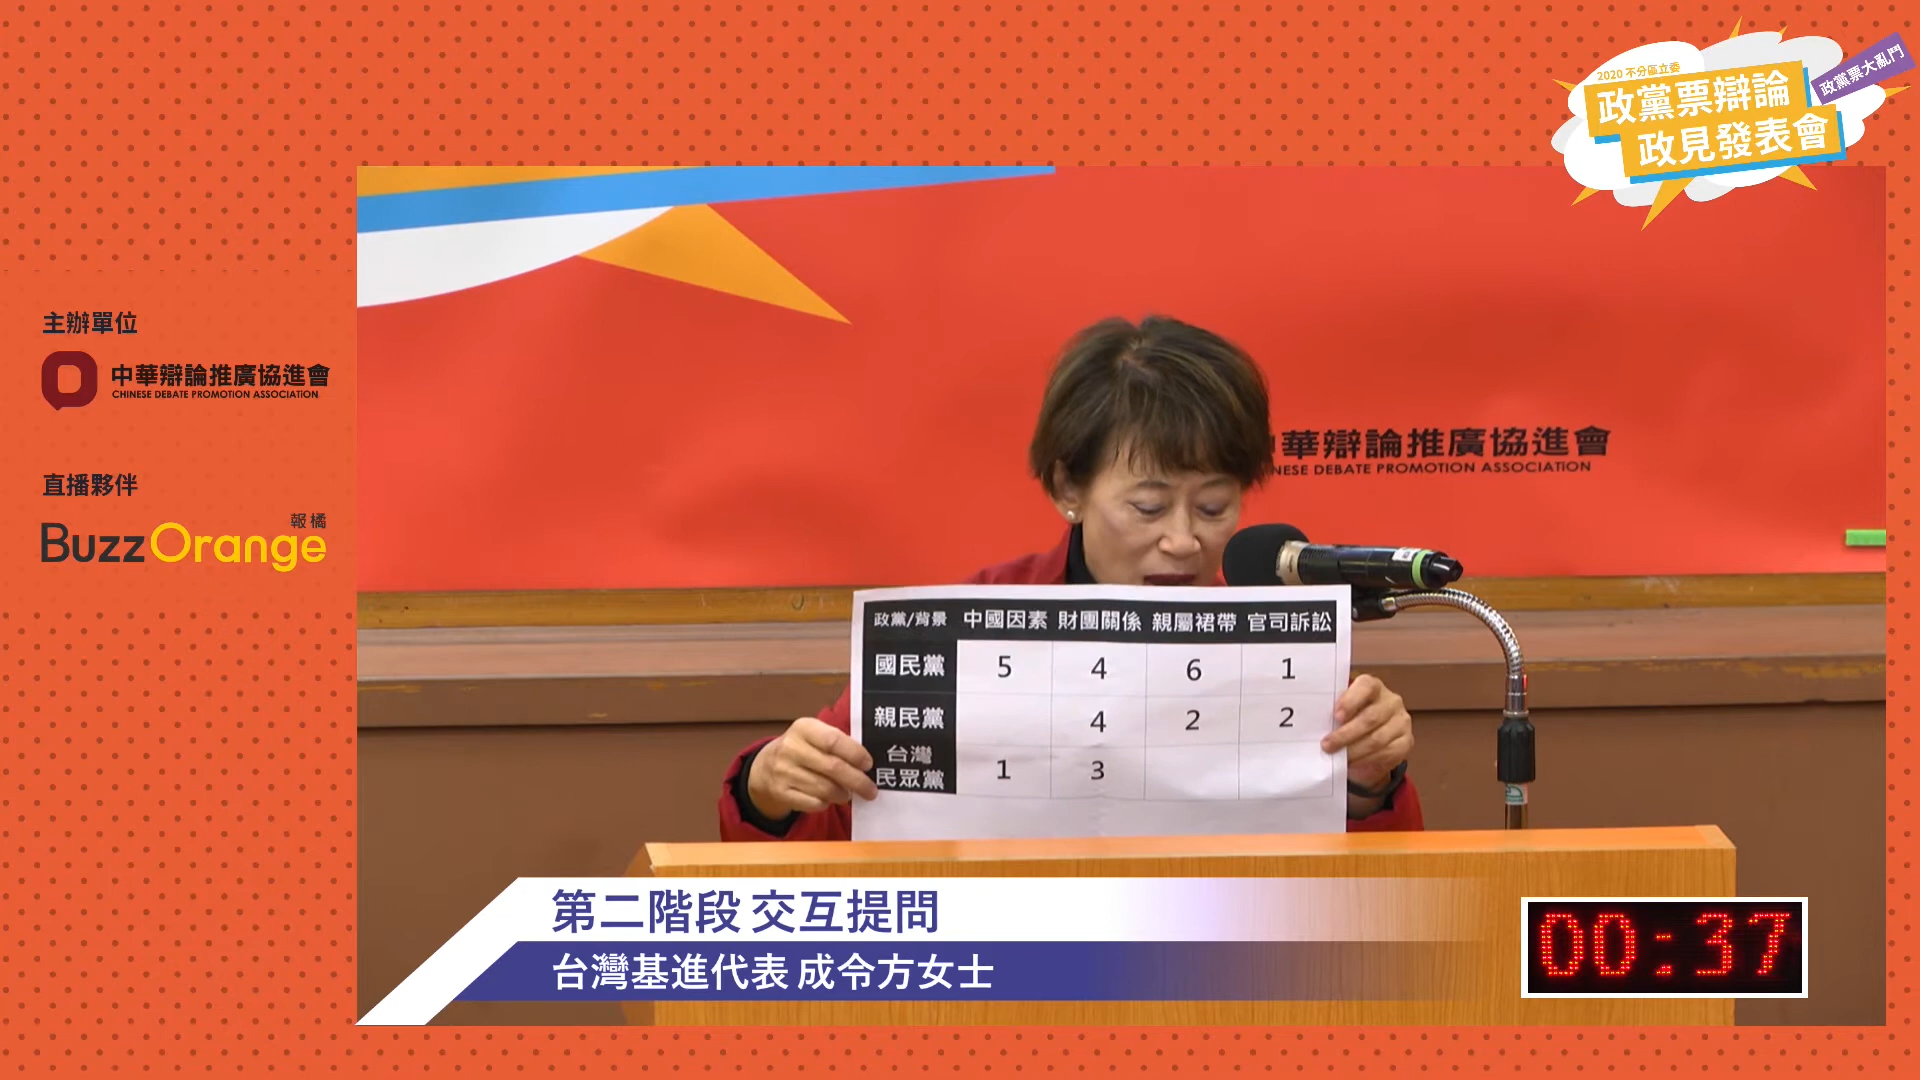 2020 不分區立委
政黨票辯論
政見發表會
政黨票大亂鬥
主辦單位
中華辯論推廣協進會
CHINESE DEBATE PROMOTION ASSOCIATION
直播夥伴
報橘
BuzzOrange
華辯論推廣協進會
NESE DEBATE PROMOTION ASSOCIATION
政黨/背景 中國因素 財團關係 親屬裙帶 官司訴訟
國民黨 5 4 6 1
親民黨 4 2 2
台灣
民眾黨 1 3
第二階段 交互提問
台灣基進代表 成令方女士
00:37